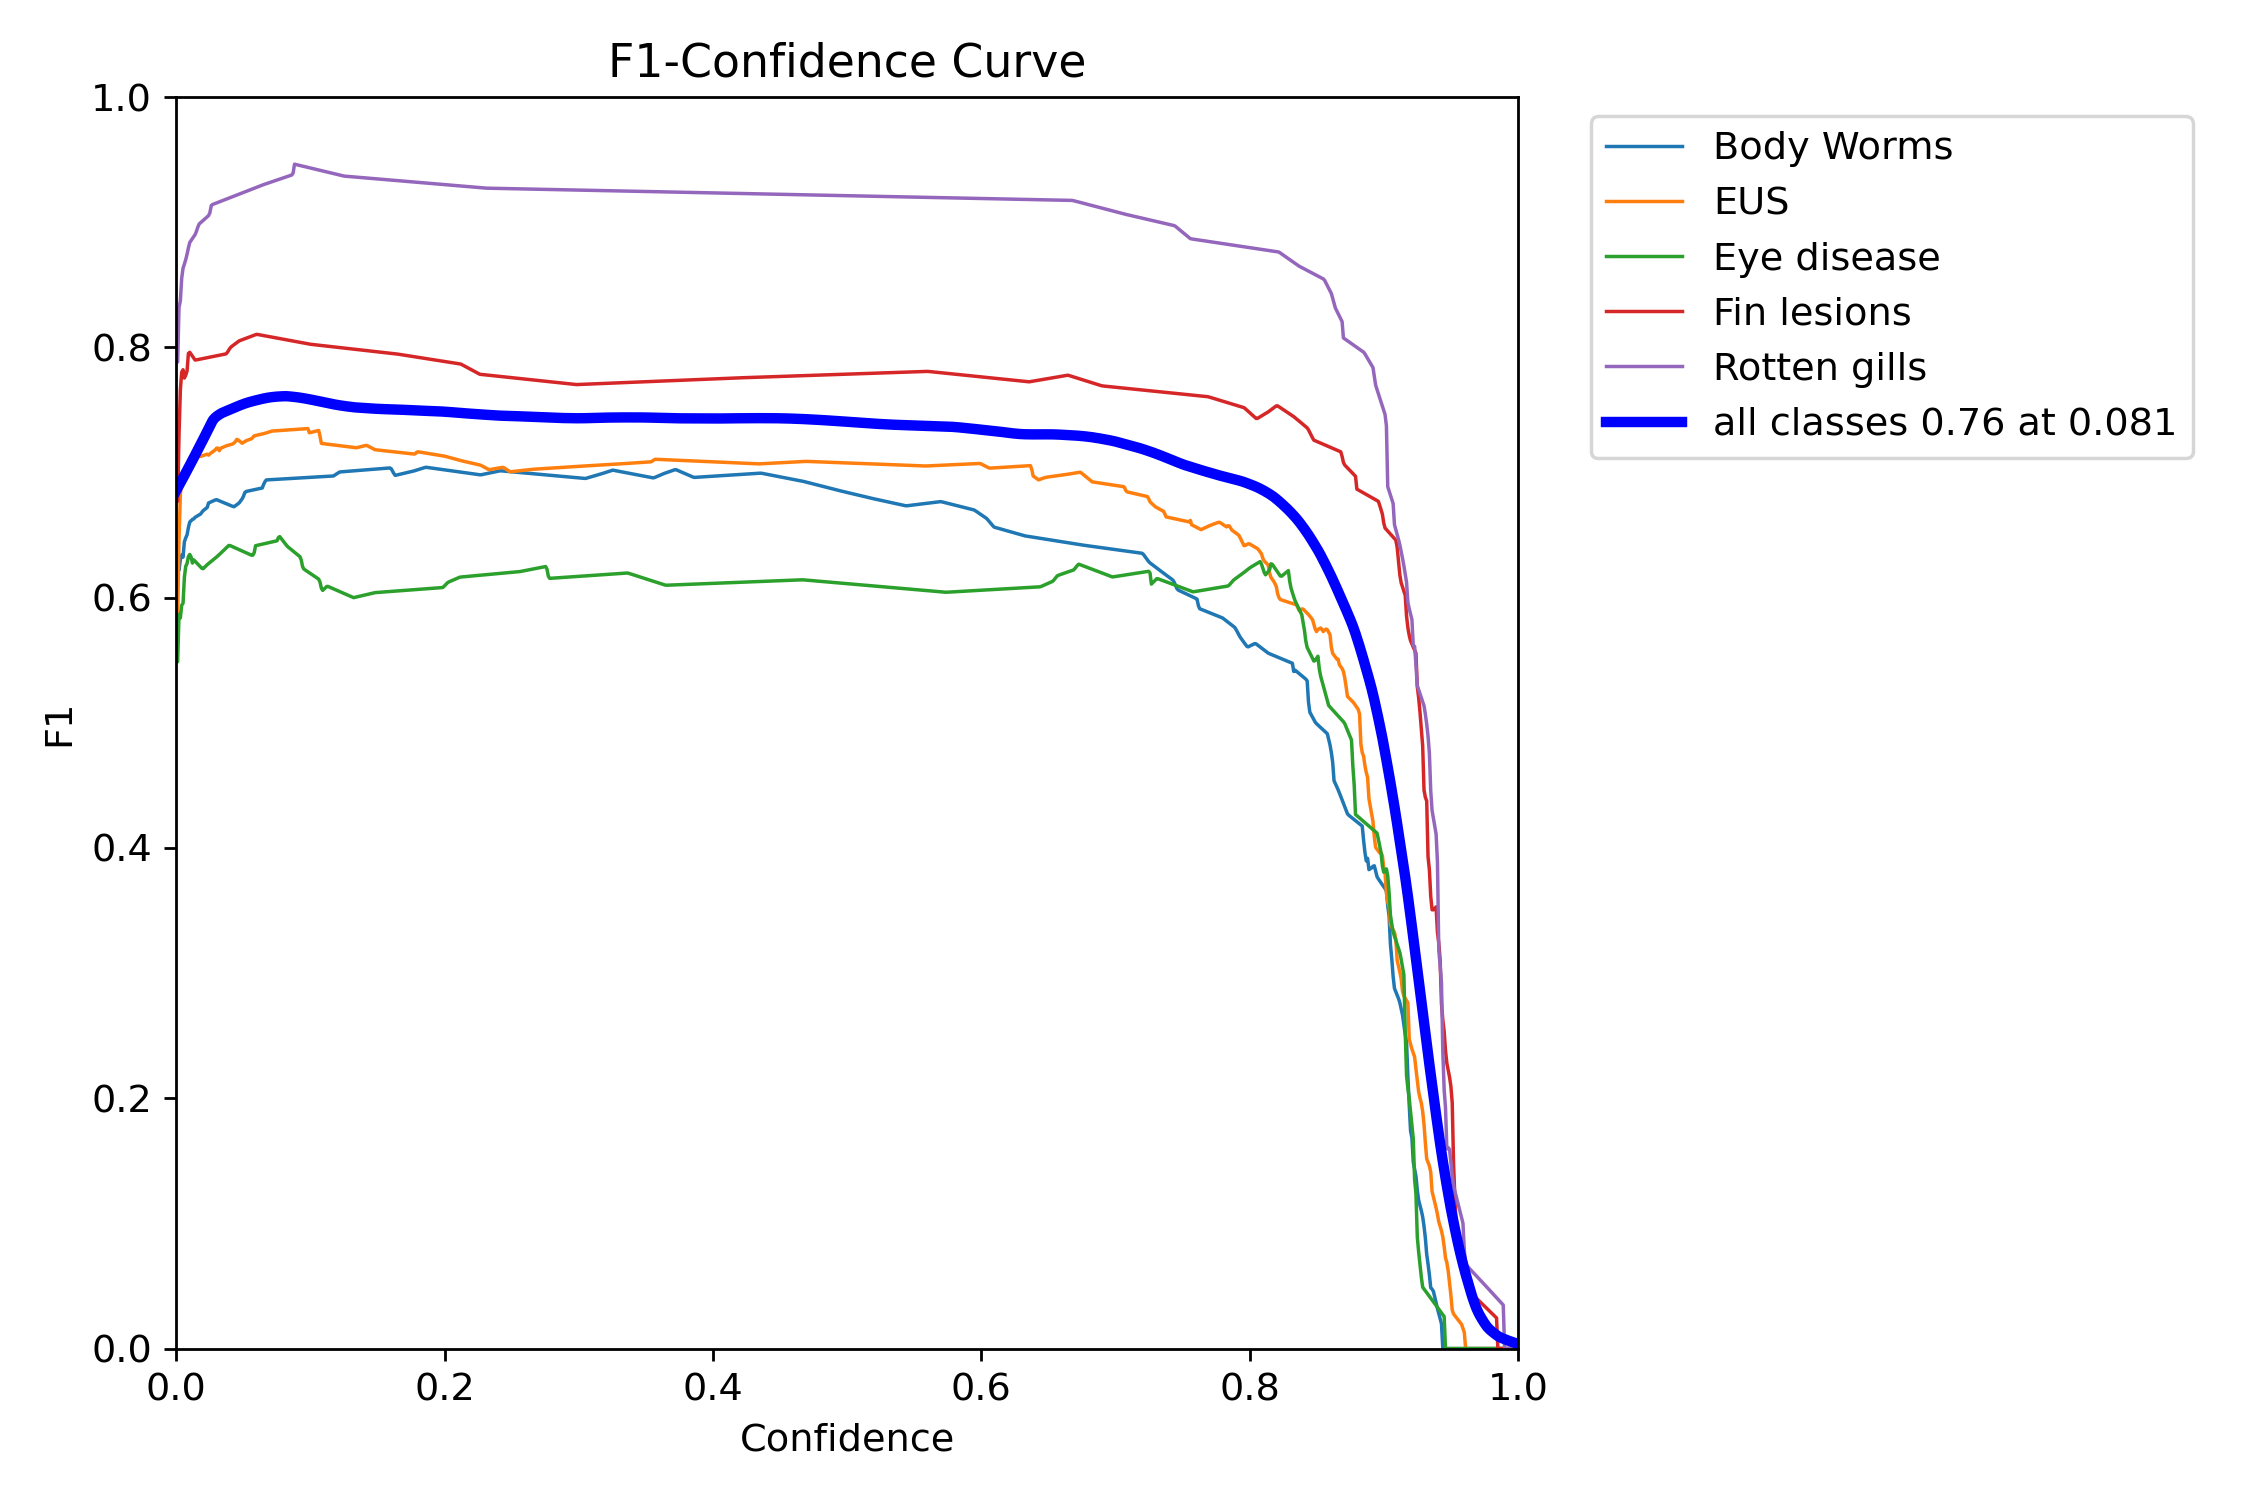 F1-Confidence Curve
1.0
0.8
0.6
0.4
0.2
0.0
F1
0.0 0.2 0.4 0.6 0.8 1.0
Confidence
Body Worms
EUS
Eye disease
Fin lesions
Rotten gills
all classes 0.76 at 0.081